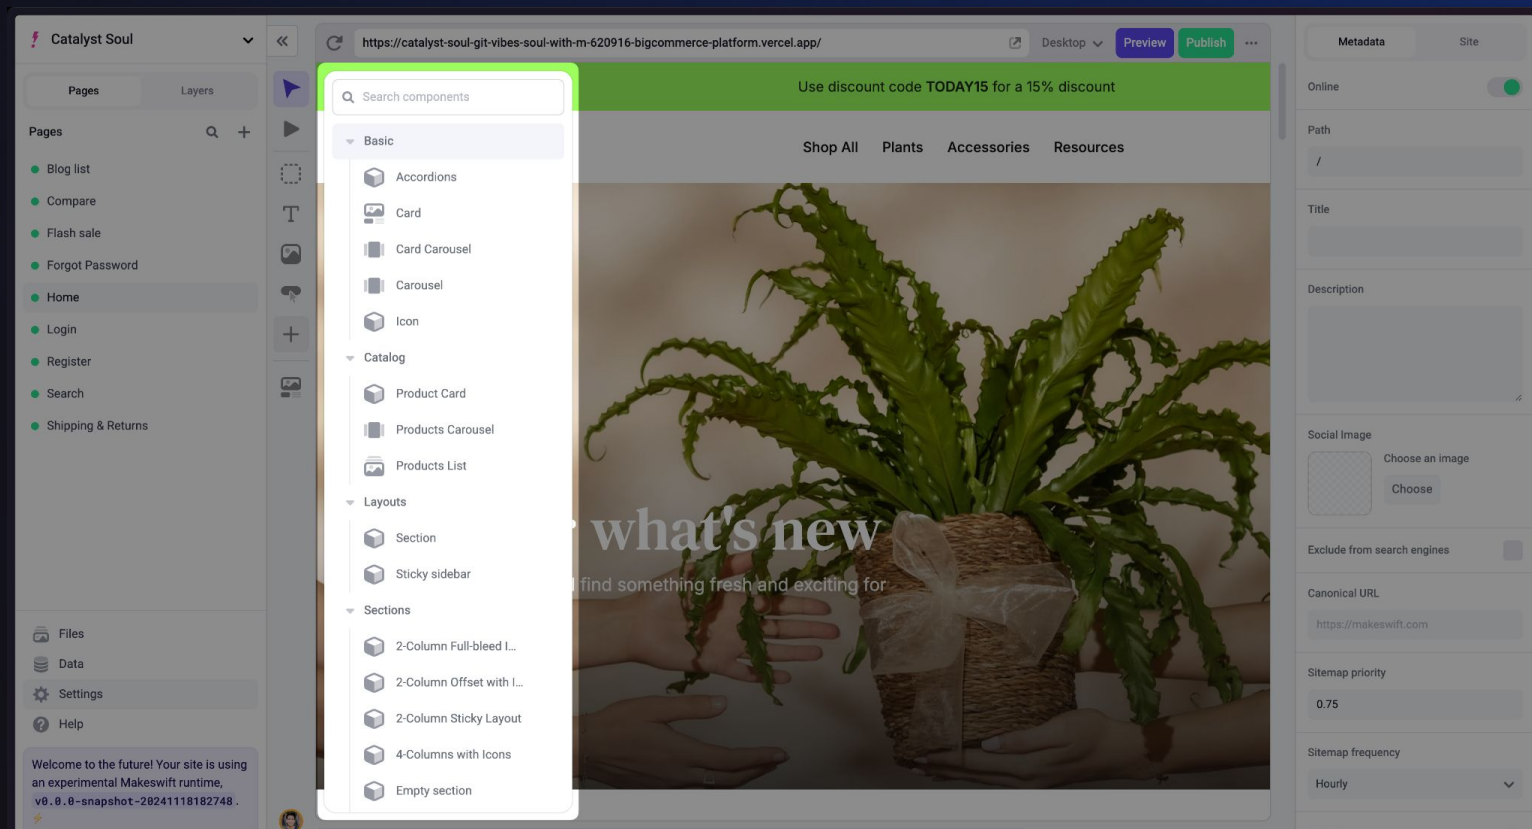 Catalyst Soul
Pages
Layers
Pages
Blog list
Compare
Flash sale
Forgot Password
Home
Login
Register
Search
Shipping & Returns
Files
Data
Settings
Help
Welcome to the future! Your site is using
an experimental Makeswift runtime,
v0.0.0-snapshot-20241118182748.
https://catalyst-soul-git-vibes-soul-with-m-620916-bigcommerce-platform.vercel.app/
Desktop
Preview
Publish
Search components
Basic
Accordions
Card
Card Carousel
Carousel
Icon
Catalog
Product Card
Products Carousel
Products List
Layouts
Section
Sticky sidebar
Sections
2-Column Full-bleed I...
2-Column Offset with I...
2-Column Sticky Layout
4-Columns with Icons
Empty section
Use discount code TODAY15 for a 15% discount
Shop All
Plants
Accessories
Resources
what's new
find something fresh and exciting for
Metadata
Site
Online
Path
/
Title
Description
Social Image
Choose an image
Choose
Exclude from search engines
Canonical URL
https://makeswift.com
Sitemap priority
0.75
Sitemap frequency
Hourly